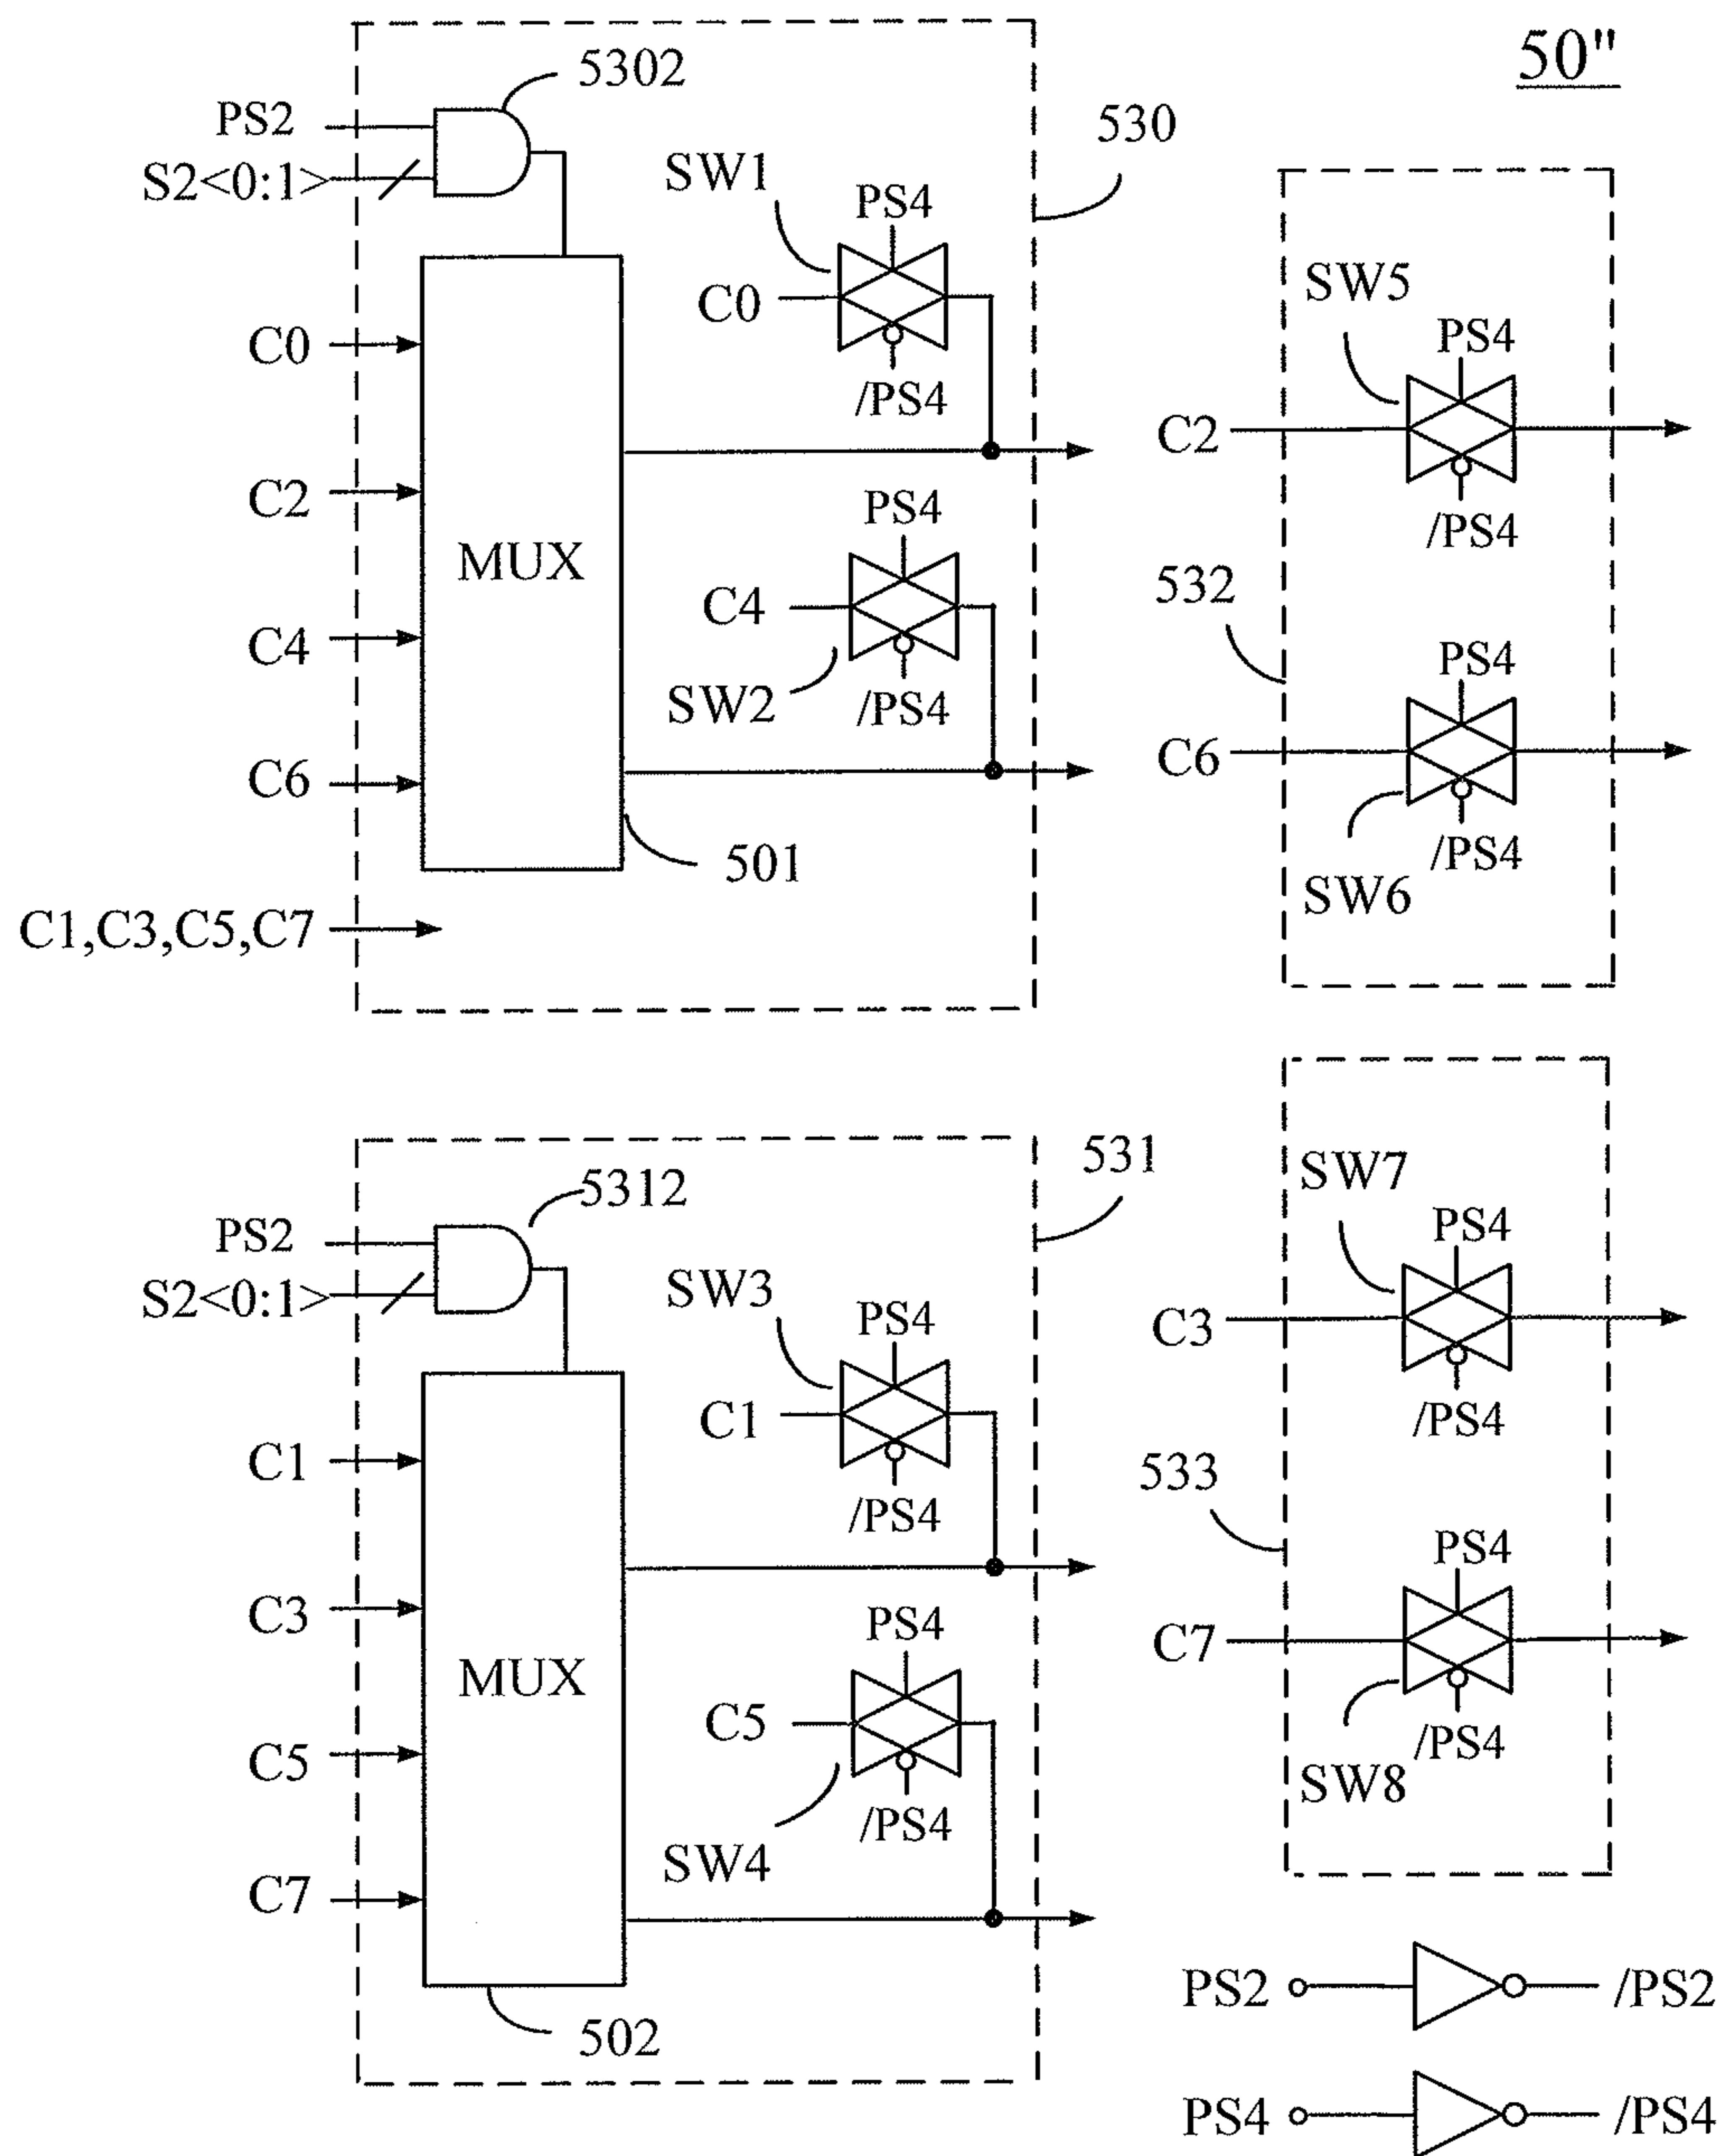 50"
5302
PS2
530
S2<0:1>
SW1
PS4
C0
/PS4
C0
C2
MUX
PS4
C4
C4
/PS4
SW2
C6
501
C1,C3,C5,C7
SW5
PS4
C2
/PS4
532
PS4
C6
/PS4
SW6
5312
PS2
531
S2<0:1>
SW3
PS4
C1
C1
/PS4
C3
MUX
PS4
C5
C5
/PS4
SW4
C7
502
SW7
PS4
C3
/PS4
533
PS4
C7
/PS4
SW8
PS2
/PS2
PS4
/PS4